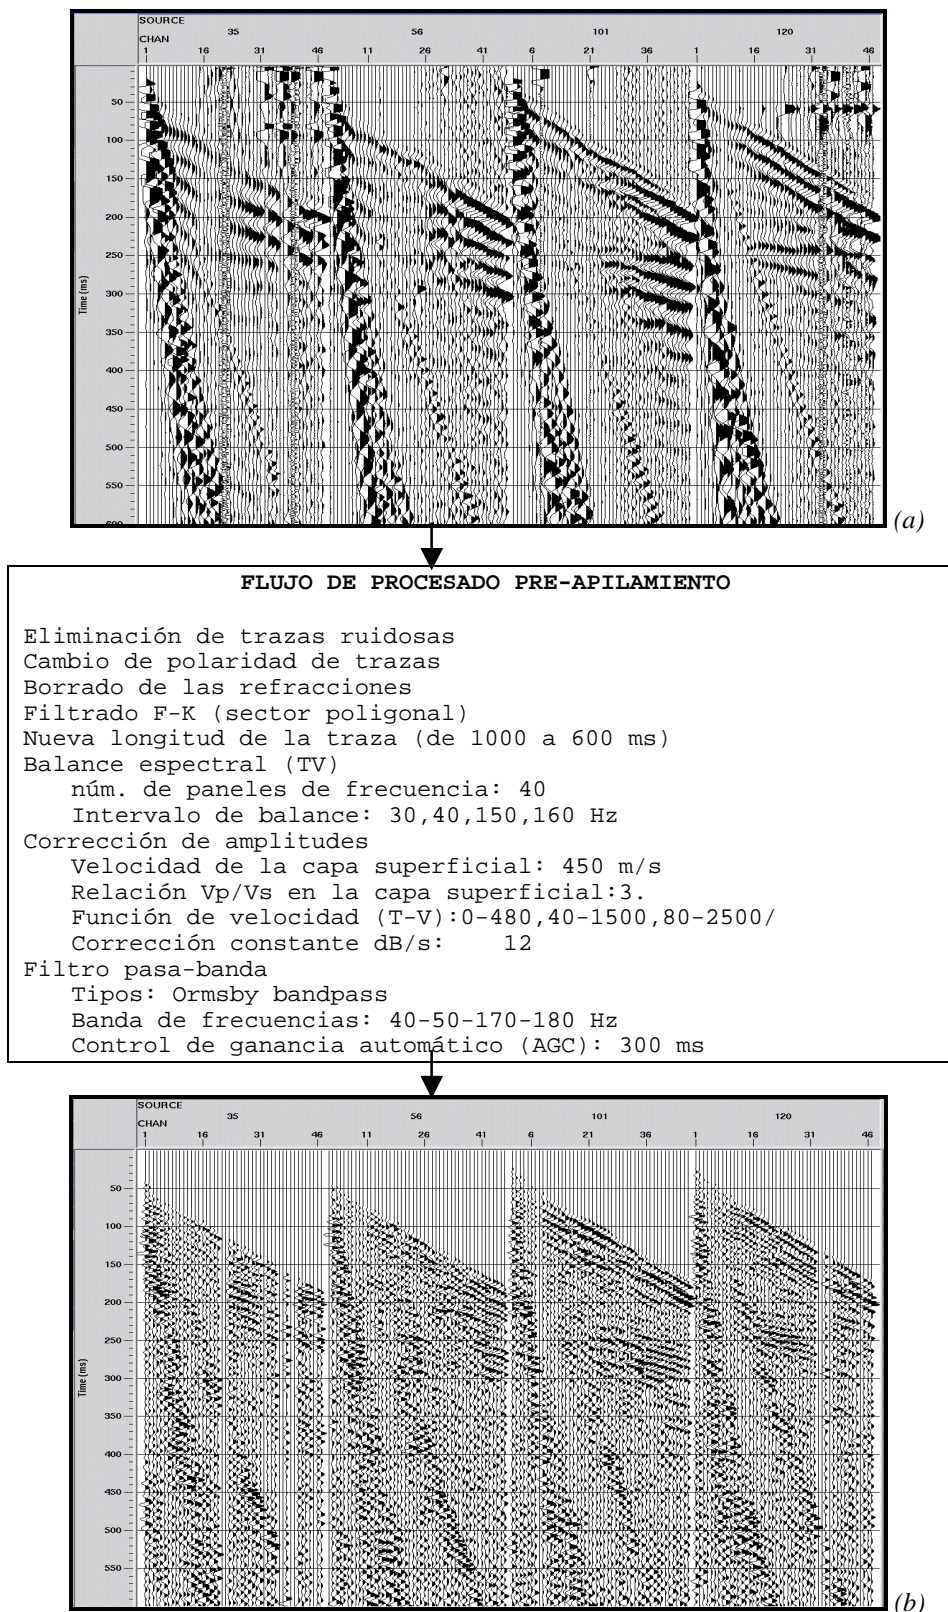 SOURCE
35 56 101 120
CHAN
1 16 31 46 11 26 41 6 21 36 1 16 31 46
50
100
150
200
250
Time (ms)
300
350
400
450
500
550
600
(a)
FLUJO DE PROCESADO PRE-APILAMIENTO
Eliminación de trazas ruidosas
Cambio de polaridad de trazas
Borrado de las refracciones
Filtrado F-K (sector poligonal)
Nueva longitud de la traza (de 1000 a 600 ms)
Balance espectral (TV)
núm. de paneles de frecuencia: 40
Intervalo de balance: 30,40,150,160 Hz
Corrección de amplitudes
Velocidad de la capa superficial: 450 m/s
Relación Vp/Vs en la capa superficial:3.
Función de velocidad (T-V):0-480,40-1500,80-2500/
Corrección constante dB/s: 12
Filtro pasa-banda
Tipos: Ormsby bandpass
Banda de frecuencias: 40-50-170-180 Hz
Control de ganancia automático (AGC): 300 ms
SOURCE
35 56 101 120
CHAN
1 16 31 46 11 26 41 6 21 36 1 16 31 46
50
100
150
200
250
Time (ms)
300
350
400
450
500
550
(b)